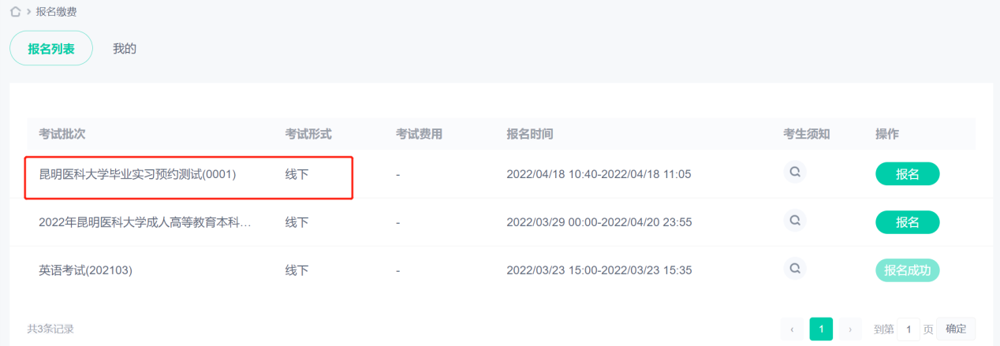 报名缴费
报名列表 我的
考试批次 考试形式 考试费用 报名时间 考生须知 操作
昆明医科大学毕业实习预约测试(0001) 线下 - 2022/04/18 10:40-2022/04/18 11:05 报名
2022年昆明医科大学成人高等教育本科... 线下 - 2022/03/29 00:00-2022/04/20 23:55 报名
英语考试(202103) 线下 - 2022/03/23 15:00-2022/03/23 15:35 报名成功
共3条记录 1 到第 1 页 确定